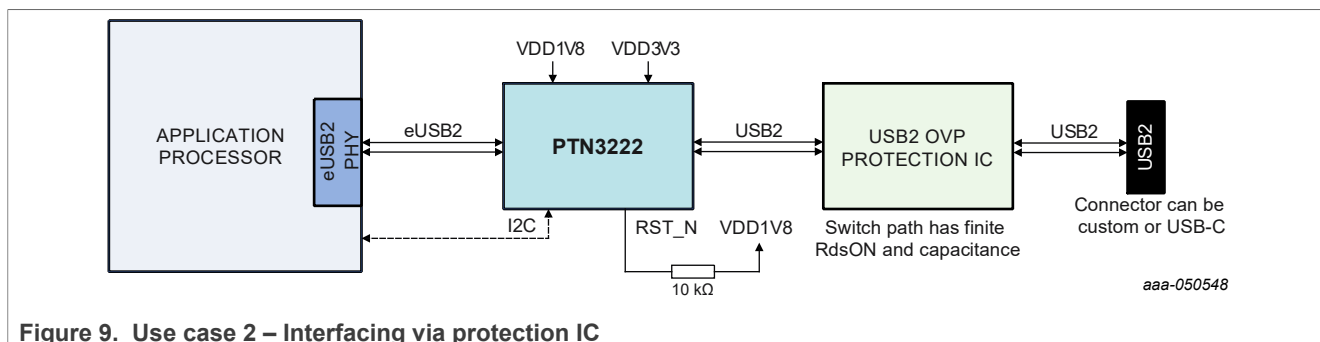 VDD1V8
VDD3V3
APPLICATION
PROCESSOR
eUSB2
PHY
eUSB2
PTN3222
USB2
USB2 OVP
PROTECTION IC
USB2
USB2
I2C
RST_N
VDD1V8
10 kΩ
Switch path has finite
RdsON and capacitance
Connector can be
custom or USB-C
aaa-050548
Figure 9. Use case 2 – Interfacing via protection IC